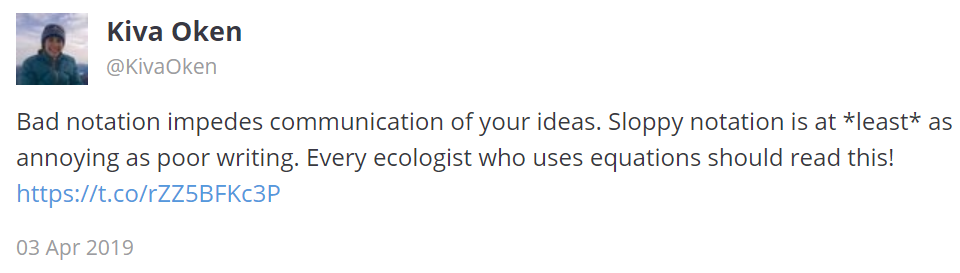 Kiva Oken
@KivaOken
Bad notation impedes communication of your ideas. Sloppy notation is at *least* as
annoying as poor writing. Every ecologist who uses equations should read this!
https://t.co/rZZ5BFKc3P
03 Apr 2019